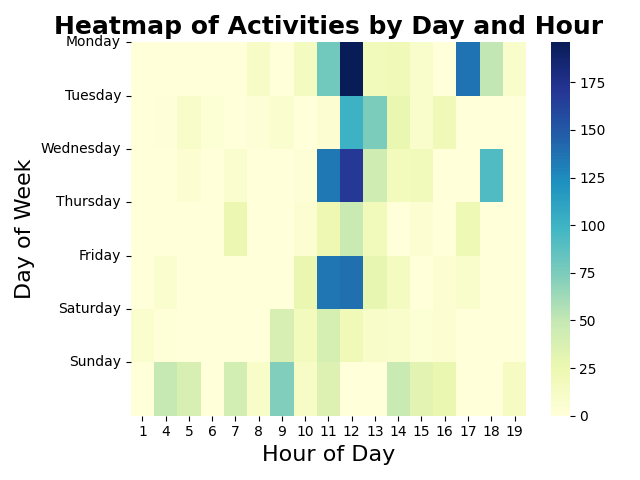 Heatmap of Activities by Day and Hour
Monday
Tuesday
Wednesday
Thursday
Friday
Saturday
Sunday
Day of Week
1 4 5 6 7 8 9 10 11 12 13 14 15 16 17 18 19
Hour of Day
175
150
125
100
75
50
25
0